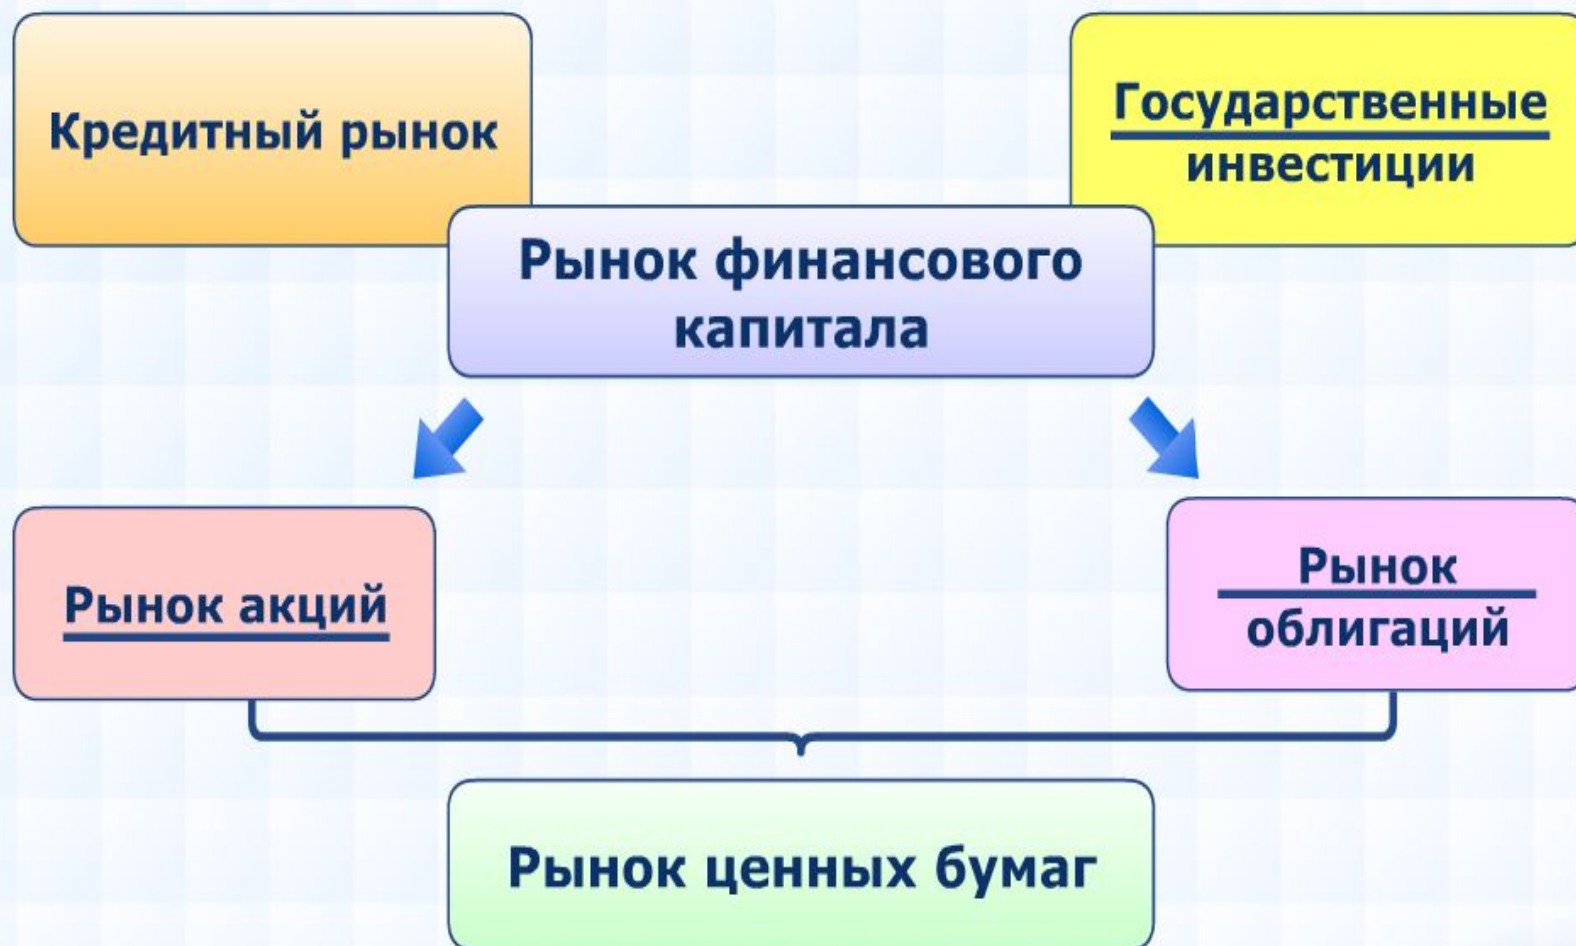 Кредитный рынок
Государственные
инвестиции
Рынок финансового
капитала
Рынок акций
Рынок
облигаций
Рынок ценных бумаг